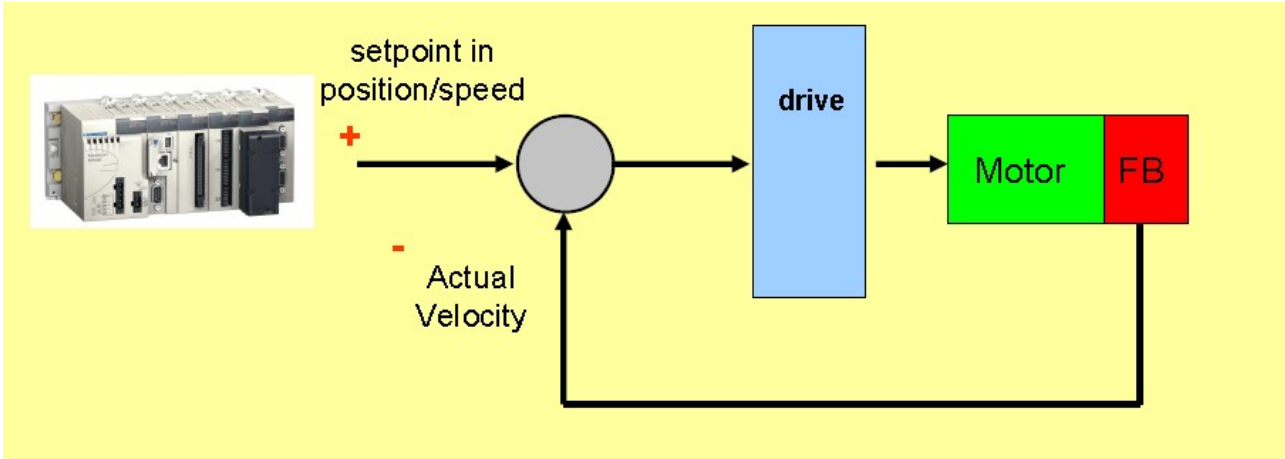 setpoint in
position/speed
+
drive
Motor
FB
-
Actual
Velocity